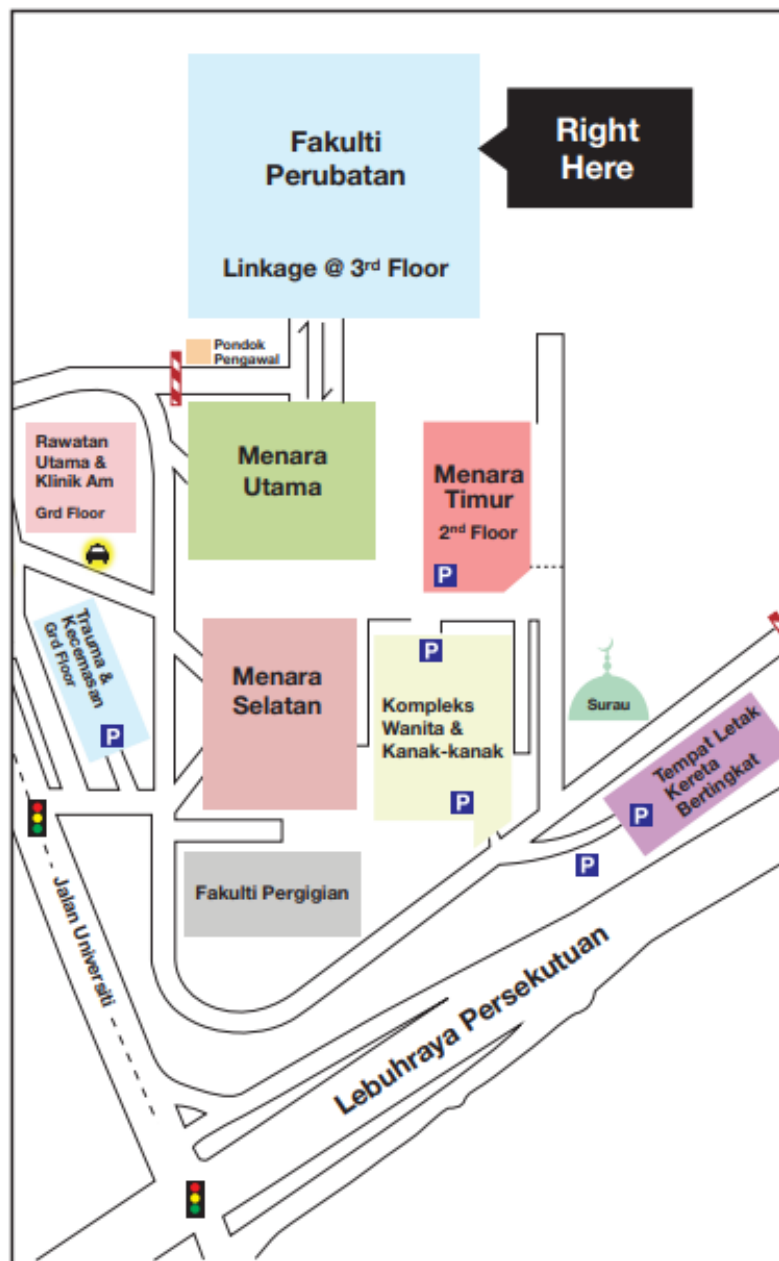 Fakulti
Perubatan
Right
Here
Linkage @ 3rd Floor
Pondok
Pengawal
Rawatan
Utama &
Klinik Am
Grd Floor
Menara
Utama
Menara
Timur
2nd Floor
P
Trauma &
Kecemasan
Grd Floor
P
Menara
Selatan
P
Kompleks
Wanita &
Kanak-kanak
P
Surau
Tempat Letak
Kereta
Bertingkat
P
P
Fakulti Pergigian
Jalan Universiti
Lebuhraya Persekutuan